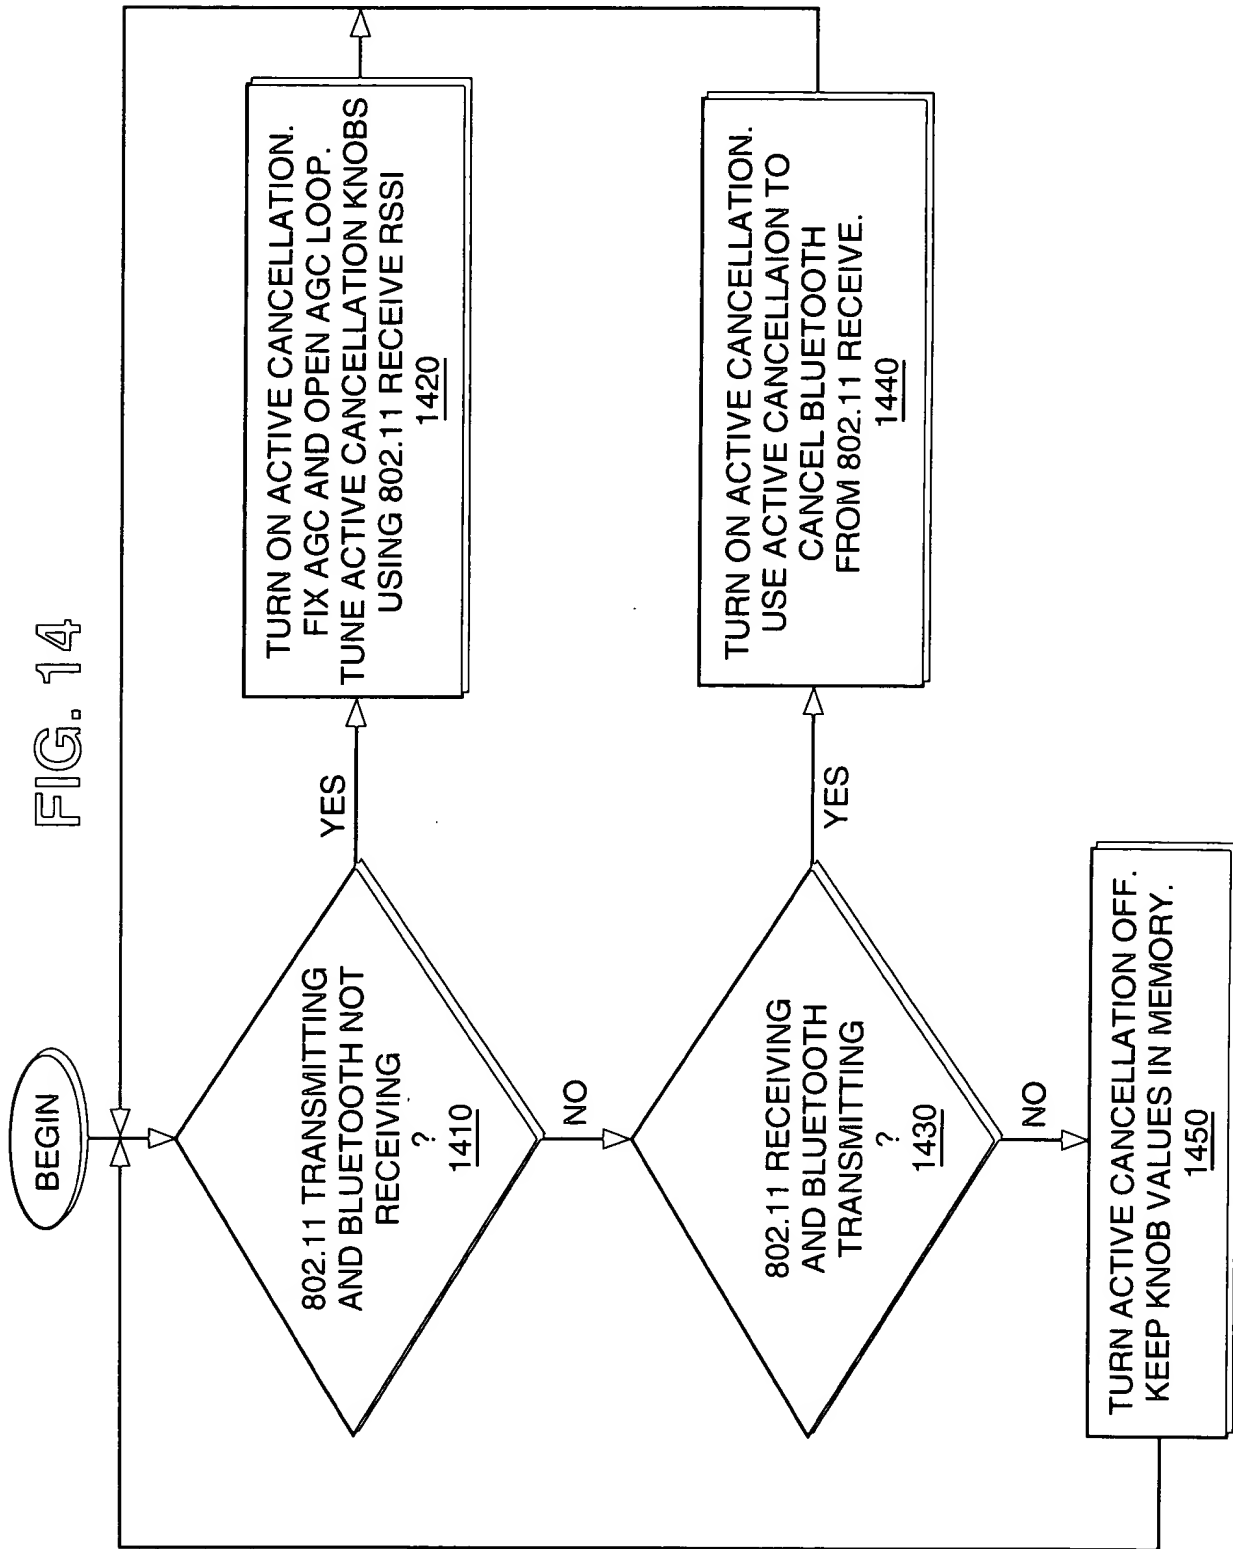 FIG. 14
BEGIN
802.11 TRANSMITTING
AND BLUETOOTH NOT
RECEIVING
?
1410
YES
TURN ON ACTIVE CANCELLATION.
FIX AGC AND OPEN AGC LOOP.
TUNE ACTIVE CANCELLATION KNOBS
USING 802.11 RECEIVE RSSI
1420
NO
802.11 RECEIVING
AND BLUETOOTH
TRANSMITTING
?
1430
YES
TURN ON ACTIVE CANCELLATION.
USE ACTIVE CANCELLAION TO
CANCEL BLUETOOTH
FROM 802.11 RECEIVE.
1440
NO
TURN ACTIVE CANCELLATION OFF.
KEEP KNOB VALUES IN MEMORY.
1450